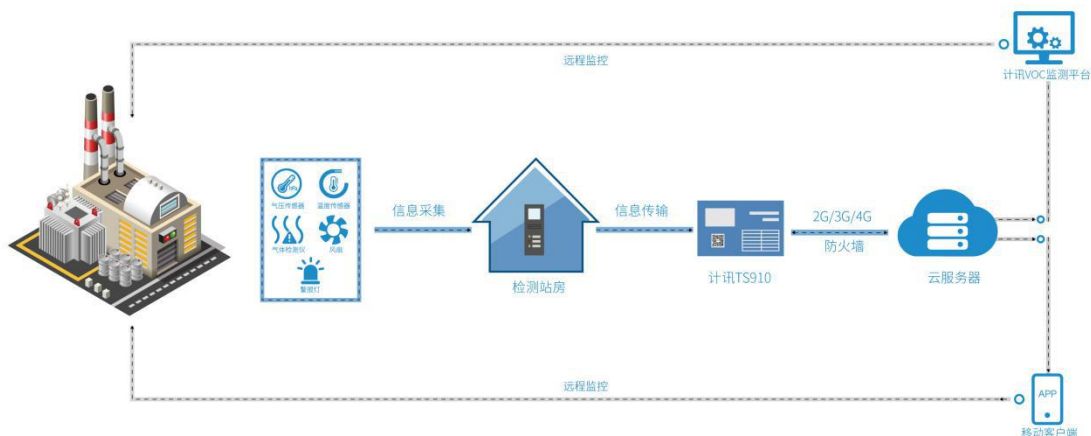 远程监控
计讯VOC监测平台
hPa
气压传感器
温度传感器
气体检测仪
风扇
警报灯
信息采集
检测站房
信息传输
计讯TS910
2G/3G/4G
防火墙
云服务器
远程监控
APP
移动客户端